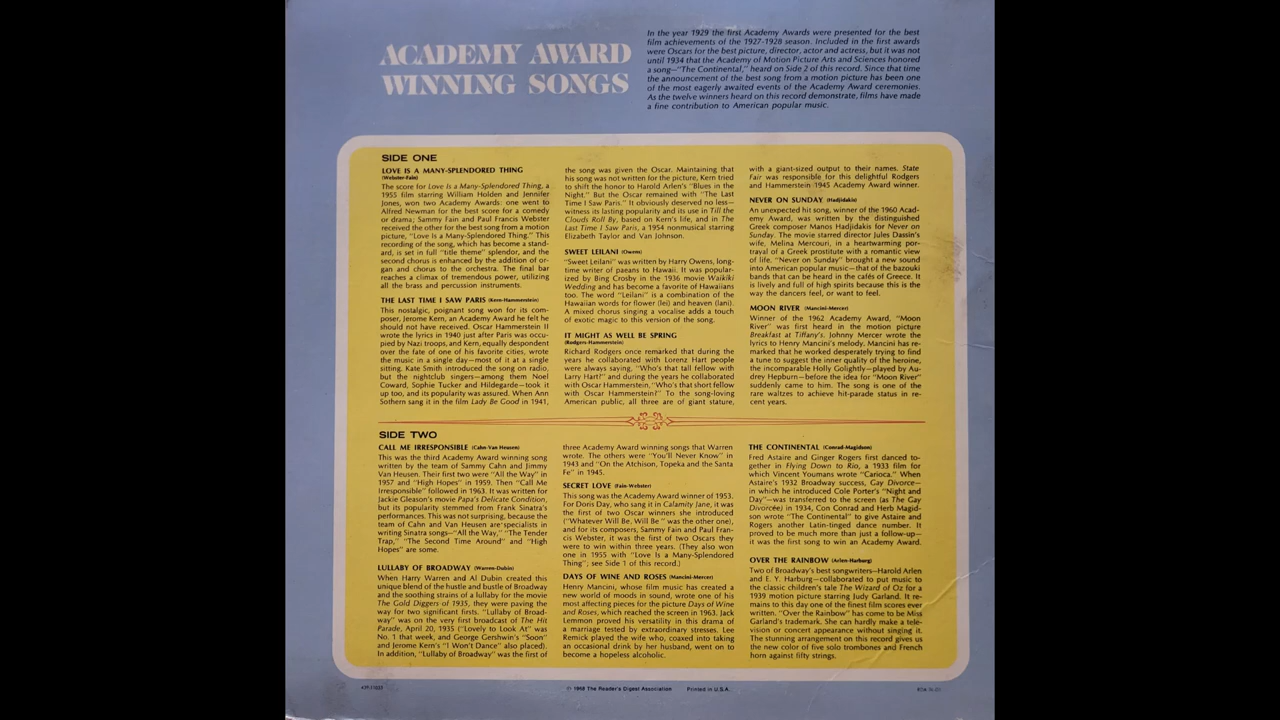 ACADEMY AWARD
WINNING SONGS
In the year 1929 the first Academy Awards were presented for the best
film achievements of the 1927-1928 season. Included in the first awards
were Oscars for the best picture, director, actor and actress, but it was not
until 1934 that the Academy of Motion Picture Arts and Sciences honored
a song—"The Continental," heard on Side 2 of this record. Since that time
the announcement of the best song from a motion picture has been one
of the most eagerly awaited events of the Academy Award ceremonies.
As the twelve winners heard on this record demonstrate, films have made
a fine contribution to American popular music.
SIDE ONE
LOVE IS A MANY-SPLENDORED THING
(Webster-Fain)
The score for Love Is a Many-Splendored Thing, a
1955 film starring William Holden and Jennifer
Jones, won two Academy Awards: one went to
Alfred Newman for the best score for a comedy
or drama; Sammy Fain and Paul Francis Webster
received the other for the best song from a motion
picture, "Love Is a Many-Splendored Thing." This
recording of the song, which has become a stand-
ard, is set in full "title theme" splendor, and the
second chorus is enhanced by the addition of or-
gan and chorus to the orchestra. The final bar
reaches a climax of tremendous power, utilizing
all the brass and percussion instruments.
THE LAST TIME I SAW PARIS (Kern-Hammerstein)
This nostalgic, poignant song won for its com-
poser, Jerome Kern, an Academy Award he felt he
should not have received. Oscar Hammerstein II
wrote the lyrics in 1940 just after Paris was occu-
pied by Nazi troops, and Kern, equally despondent
over the fate of one of his favorite cities, wrote
the music in a single day—most of it at a single
sitting. Kate Smith introduced the song on radio,
but the nightclub singers—among them Noel
Coward, Sophie Tucker and Hildegarde—took it
up too, and its popularity was assured. When Ann
Sothern sang it in the film Lady Be Good in 1941,
the song was given the Oscar. Maintaining that
his song was not written for the picture, Kern tried
to shift the honor to Harold Arlen's "Blues in the
Night." But the Oscar remained with "The Last
Time I Saw Paris." It obviously deserved no less—
witness its lasting popularity and its use in Till the
Clouds Roll By, based on Kern's life, and in The
Last Time I Saw Paris, a 1954 nonmusical starring
Elizabeth Taylor and Van Johnson.
SWEET LEILANI (Owens)
"Sweet Leilani" was written by Harry Owens, long-
time writer of paeans to Hawaii. It was popular-
ized by Bing Crosby in the 1936 movie Waikiki
Wedding and has become a favorite of Hawaiians
too. The word "Leilani" is a combination of the
Hawaiian words for flower (lei) and heaven (lani).
A mixed chorus singing a vocalise adds a touch
of exotic magic to this version of the song.
IT MIGHT AS WELL BE SPRING
(Rodgers-Hammerstein)
Richard Rodgers once remarked that during the
years he collaborated with Lorenz Hart people
were always saying, "Who's that tall fellow with
Larry Hart?" and during the years he collaborated
with Oscar Hammerstein, "Who's that short fellow
with Oscar Hammerstein?" To the song-loving
American public, all three are of giant stature,
with a giant-sized output to their names. State
Fair was responsible for this delightful Rodgers
and Hammerstein 1945 Academy Award winner.
NEVER ON SUNDAY (Hadjidakis)
An unexpected hit song, winner of the 1960 Acad-
emy Award, was written by the distinguished
Greek composer Manos Hadjidakis for Never on
Sunday. The movie starred director Jules Dassin's
wife, Melina Mercouri, in a heartwarming por-
trayal of a Greek prostitute with a romantic view
of life. "Never on Sunday" brought a new sound
into American popular music—that of the bazouki
bands that can be heard in the cafés of Greece. It
is lively and full of high spirits because this is the
way the dancers feel, or want to feel.
MOON RIVER (Mancini-Mercer)
Winner of the 1962 Academy Award, "Moon
River" was first heard in the motion picture
Breakfast at Tiffany's. Johnny Mercer wrote the
lyrics to Henry Mancini's melody. Mancini has re-
marked that he worked desperately trying to find
a tune to suggest the inner quality of the heroine,
the incomparable Holly Golightly—played by Au-
drey Hepburn—before the idea for "Moon River"
suddenly came to him. The song is one of the
rare waltzes to achieve hit-parade status in re-
cent years.
SIDE TWO
CALL ME IRRESPONSIBLE (Cahn-Van Heusen)
This was the third Academy Award winning song
written by the team of Sammy Cahn and Jimmy
Van Heusen. Their first two were "All the Way" in
1957 and "High Hopes" in 1959. Then "Call Me
Irresponsible" followed in 1963. It was written for
Jackie Gleason's movie Papa's Delicate Condition,
but its popularity stemmed from Frank Sinatra's
performances. This was not surprising, because the
team of Cahn and Van Heusen are specialists in
writing Sinatra songs—"All the Way," "The Tender
Trap," "The Second Time Around" and "High
Hopes" are some.
LULLABY OF BROADWAY (Warren-Dubin)
When Harry Warren and Al Dubin created this
unique blend of the hustle and bustle of Broadway
and the soothing strains of a lullaby for the movie
The Gold Diggers of 1935, they were paving the
way for two significant firsts. "Lullaby of Broad-
way" was on the very first broadcast of The Hit
Parade, April 20, 1935 ("Lovely to Look At" was
No. 1 that week, and George Gershwin's "Soon"
and Jerome Kern's "I Won't Dance" also placed).
In addition, "Lullaby of Broadway" was the first of
three Academy Award winning songs that Warren
wrote. The others were "You'll Never Know" in
1943 and "On the Atchison, Topeka and the Santa
Fe" in 1945.
SECRET LOVE (Fain-Webster)
This song was the Academy Award winner of 1953.
For Doris Day, who sang it in Calamity Jane, it was
the first of two Oscar winners she introduced
("Whatever Will Be, Will Be" was the other one),
and for its composers, Sammy Fain and Paul Fran-
cis Webster, it was the first of two Oscars they
were to win within three years. (They also won
one in 1955 with "Love Is a Many-Splendored
Thing"; see Side 1 of this record.)
DAYS OF WINE AND ROSES (Mancini-Mercer)
Henry Mancini, whose film music has created a
new world of moods in sound, wrote one of his
most affecting pieces for the picture Days of Wine
and Roses, which reached the screen in 1963. Jack
Lemmon proved his versatility in this drama of
a marriage tested by extraordinary stresses. Lee
Remick played the wife who, coaxed into taking
an occasional drink by her husband, went on to
become a hopeless alcoholic.
THE CONTINENTAL (Conrad-Magidson)
Fred Astaire and Ginger Rogers first danced to-
gether in Flying Down to Rio, a 1933 film for
which Vincent Youmans wrote "Carioca." When
Astaire's 1932 Broadway success, Gay Divorce—
in which he introduced Cole Porter's "Night and
Day"—was transferred to the screen (as The Gay
Divorcée) in 1934, Con Conrad and Herb Magid-
son wrote "The Continental" to give Astaire and
Rogers another Latin-tinged dance number. It
proved to be much more than just a follow-up—
it was the first song to win an Academy Award.
OVER THE RAINBOW (Arlen-Harburg)
Two of Broadway's best songwriters—Harold Arlen
and E. Y. Harburg—collaborated to put music to
the classic children's tale The Wizard of Oz for a
1939 motion picture starring Judy Garland. It re-
mains to this day one of the finest film scores ever
written. "Over the Rainbow" has come to be Miss
Garland's trademark. She can hardly make a tele-
vision or concert appearance without singing it.
The stunning arrangement on this record gives us
the new color of five solo trombones and French
horn against fifty strings.
© 1968 The Reader's Digest Association Printed in U.S.A.